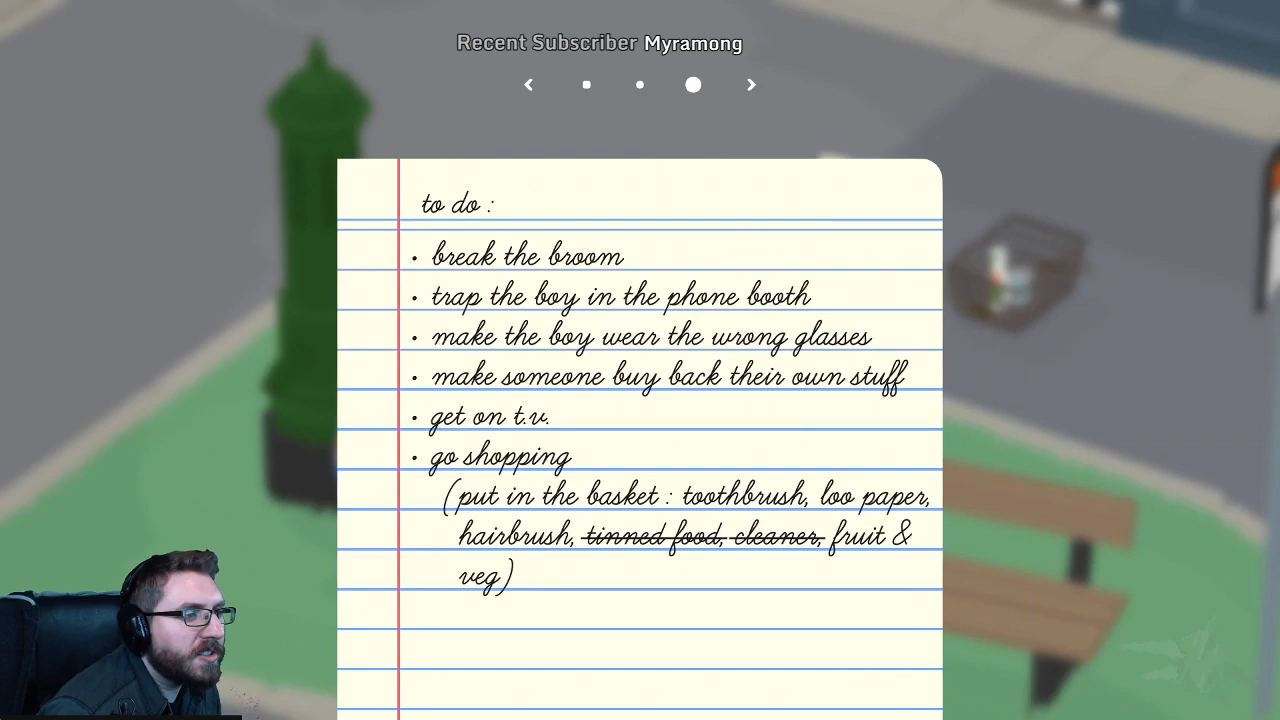 Recent Subscriber Myramong
to do :
• break the broom
• trap the boy in the phone booth
• make the boy wear the wrong glasses
• make someone buy back their own stuff
• get on t.v.
• go shopping
(put in the basket : toothbrush, loo paper,
hairbrush, tinned food, cleaner, fruit &
veg)